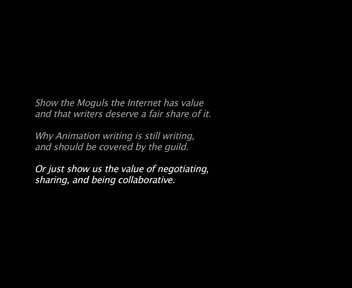 Show the Moguls the Internet has value
and that writers deserve a fair share of it.
Why Animation writing is still writing,
and should be covered by the guild.
Or just show us the value of negotiating,
sharing, and being collaborative.